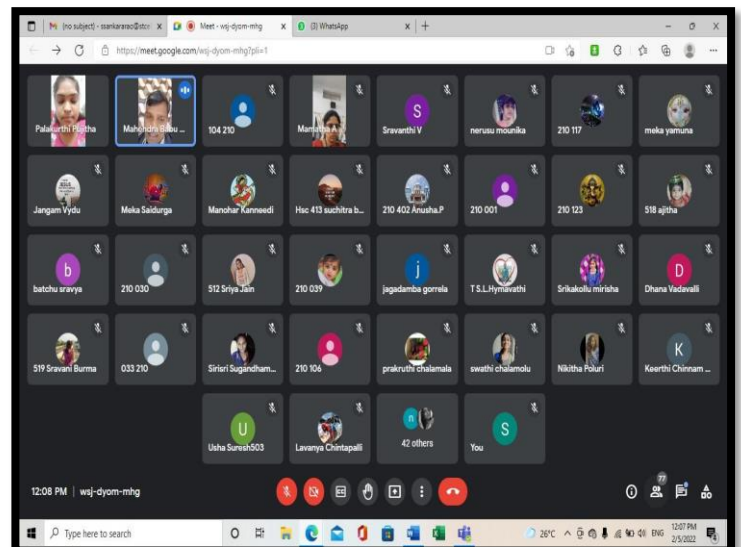 (no subject) - ssankararao@stce
Meet - wsj-dyom-mhg
(3) WhatsApp
https://meet.google.com/wsj-dyom-mhg?pli=1
Palakurthi Pujitha
Mahendra Babu ...
104 210
Mamatha A
Sravanthi V
nerusu mounika
210 117
meka yamuna
Jangam Vydu
Meka Saidurga
Manohar Kanneedi
Hsc 413 suchitra b...
210 402 Anusha.P
210 001
210 123
518 ajitha
batchu sravya
210 030
512 Sriya Jain
210 039
jagadamba gorrela
T S.L.Hymavathi
Srikakollu mirisha
Dhana Vadavalli
519 Sravani Burma
033 210
Sirisri Sugandham...
210 106
prakruthi chalamala
swathi chalamolu
Nikitha Poluri
Keerthi Chinnam ...
Usha Suresh503
Lavanya Chintapalli
42 others
You
12:08 PM | wsj-dyom-mhg
77
Type here to search
26°C
ENG
12:07 PM
2/5/2022